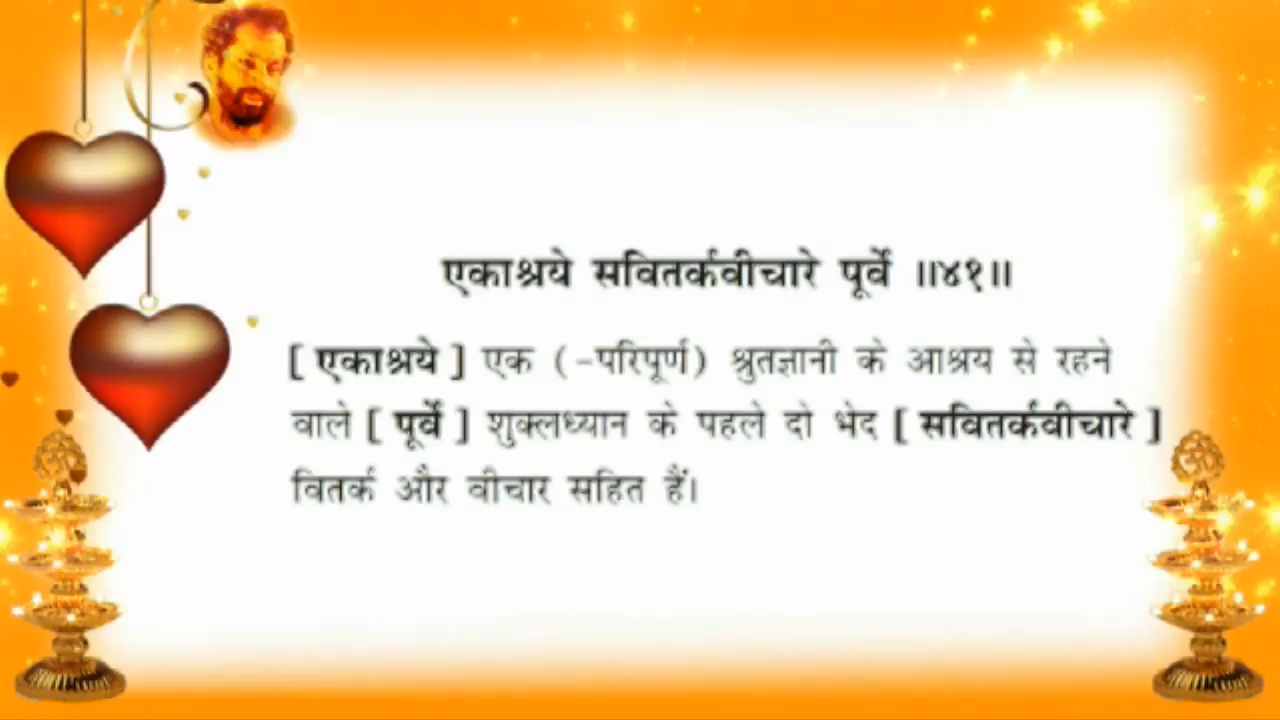 एकाश्रये सवितर्कवीचारे पूर्वे ॥४१॥
[ एकाश्रये ] एक (-परिपूर्ण) श्रुतज्ञानी के आश्रय से रहने
वाले [ पूर्वे ] शुक्लध्यान के पहले दो भेद [ सवितर्कवीचारे ]
वितर्क और वीचार सहित हैं।